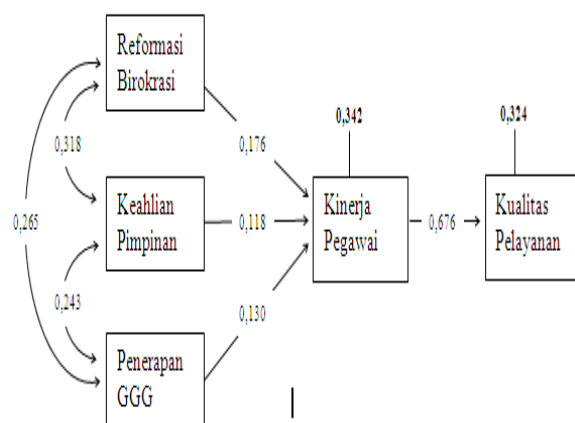 Reformasi
Birokrasi
0,342
0,324
0,318
0,176
0,265
Keahlian
Pimpinan
0,118
Kinerja
Pegawai
0,676
Kualitas
Pelayanan
0,243
0,130
Penerapan
GGG